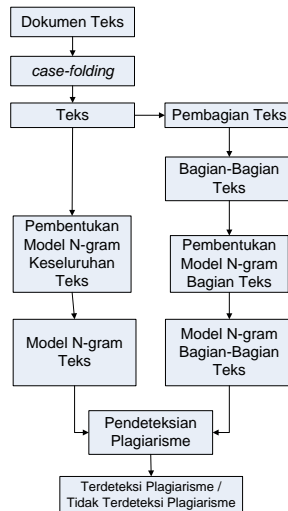 Dokumen Teks
case-folding
Teks
Pembagian Teks
Bagian-Bagian
Teks
Pembentukan
Model N-gram
Keseluruhan
Teks
Pembentukan
Model N-gram
Bagian Teks
Model N-gram
Teks
Model N-gram
Bagian-Bagian
Teks
Pendeteksian
Plagiarisme
Terdeteksi Plagiarisme /
Tidak Terdeteksi Plagiarisme